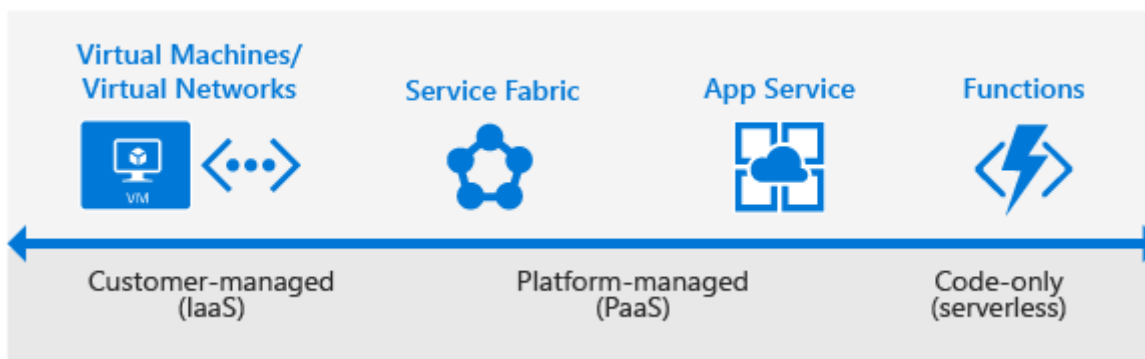 Virtual Machines/
Virtual Networks
Service Fabric
App Service
Functions
VM
Customer-managed
(IaaS)
Platform-managed
(PaaS)
Code-only
(serverless)